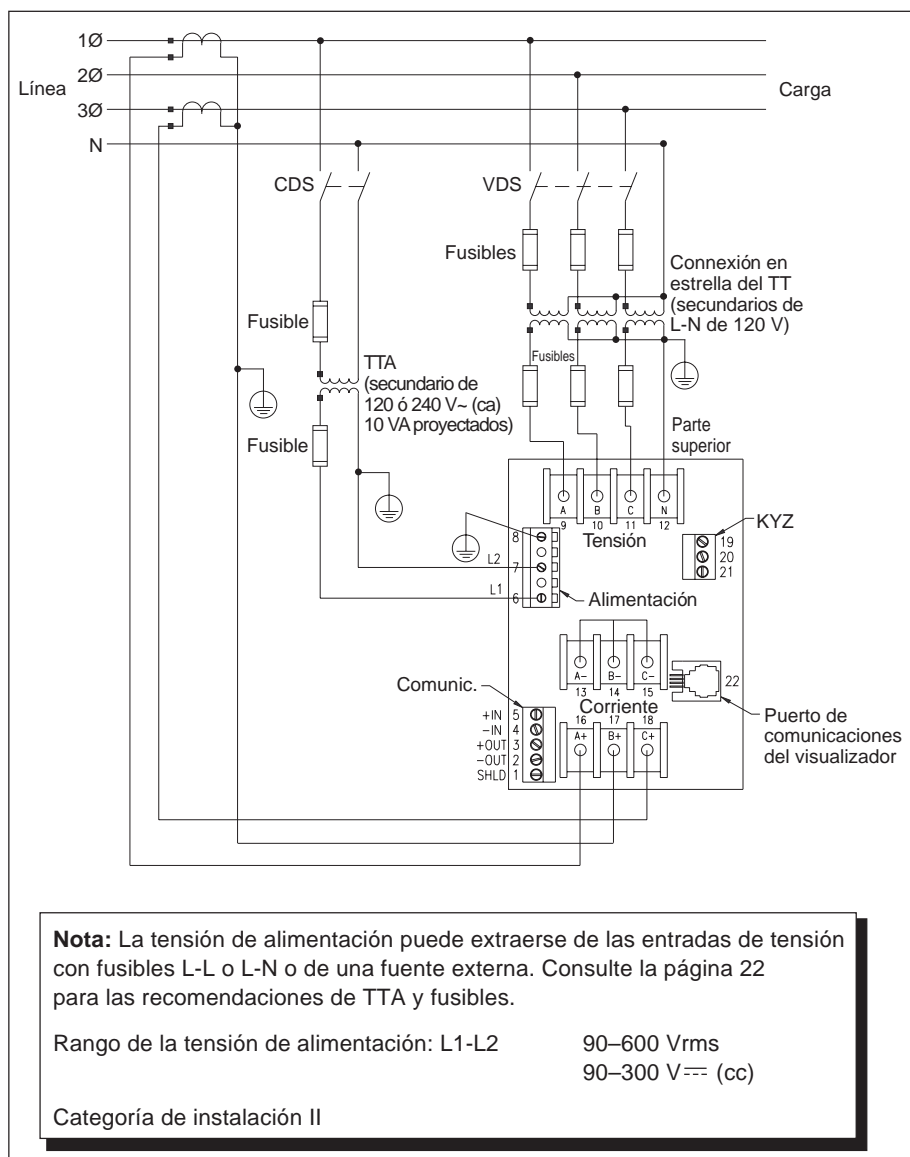 1Ø
Línea
2Ø
Carga
3Ø
N
CDS
VDS
Fusibles
Connexión en
estrella del TT
(secundarios de
L-N de 120 V)
Fusible
Fusibles
TTA
(secundario de
120 ó 240 V~ (ca)
10 VA proyectados)
Fusible
Parte
superior
A B C N
9 10 11 12
Tensión
KYZ
19
20
21
8
L2
7
L1
6
Alimentación
A– B– C–
13 14 15
22
Corriente
Comunic.
16 17 18
A+ B+ C+
+IN 5
–IN 4
+OUT 3
–OUT 2
SHLD 1
Puerto de
comunicaciones
del visualizador
Nota: La tensión de alimentación puede extraerse de las entradas de tensión
con fusibles L-L o L-N o de una fuente externa. Consulte la página 22
para las recomendaciones de TTA y fusibles.
Rango de la tensión de alimentación: L1-L2 90–600 Vrms
90–300 V⎓ (cc)
Categoría de instalación II